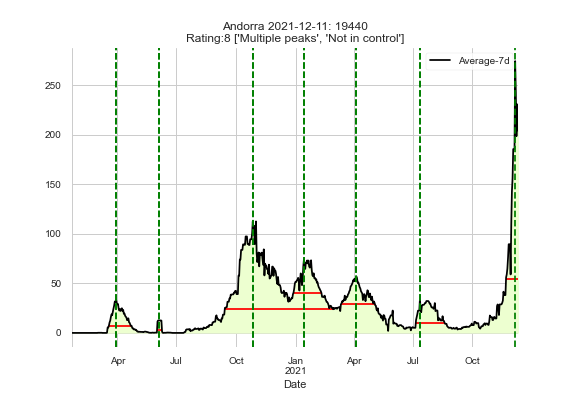 Andorra 2021-12-11: 19440
Rating:8 ['Multiple peaks', 'Not in control']
Average-7d
250
200
150
100
50
0
Apr
Jul
Oct
Jan
2021
Apr
Jul
Oct
Date